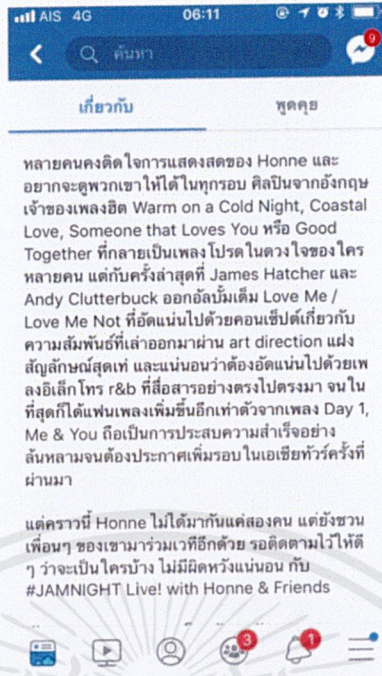 AIS 4G 06:11
ค้นหา
9
เกี่ยวกับ พูดคุย
หลายคนคงติดใจการแสดงสดของ Honne และ
อยากจะดูพวกเขาให้ได้ในทุกรอบ ศิลปินจากอังกฤษ
เจ้าของเพลงฮิต Warm on a Cold Night, Coastal
Love, Someone that Loves You หรือ Good
Together ที่กลายเป็นเพลงโปรดในดวงใจของใคร
หลายคน แต่กับครั้งล่าสุดที่ James Hatcher และ
Andy Clutterbuck ออกอัลบั้มเต็ม Love Me /
Love Me Not ที่อัดแน่นไปด้วยคอนเซ็ปต์เกี่ยวกับ
ความสัมพันธ์ที่เล่าออกมาผ่าน art direction แฝง
สัญลักษณ์สุดเท่ และแน่นอนว่าต้องอัดแน่นไปด้วยเพ
ลงอิเล็กโทร r&b ที่สื่อสารอย่างตรงไปตรงมา จนใน
ที่สุดก็ได้แฟนเพลงเพิ่มขึ้นอีกเท่าตัวจากเพลง Day 1,
Me & You ถือเป็นการประสบความสำเร็จอย่าง
ล้นหลามจนต้องประกาศเพิ่มรอบในเอเชียทัวร์ครั้งที่
ผ่านมา
แต่คราวนี้ Honne ไม่ได้มากันแค่สองคน แต่ยังชวน
เพื่อนๆ ของเขามาร่วมเวทีอีกด้วย รอติดตามไว้ให้ดี
ๆ ว่าจะเป็นใครบ้าง ไม่มีผิดหวังแน่นอน กับ
#JAMNIGHT Live! with Honne & Friends
3 1